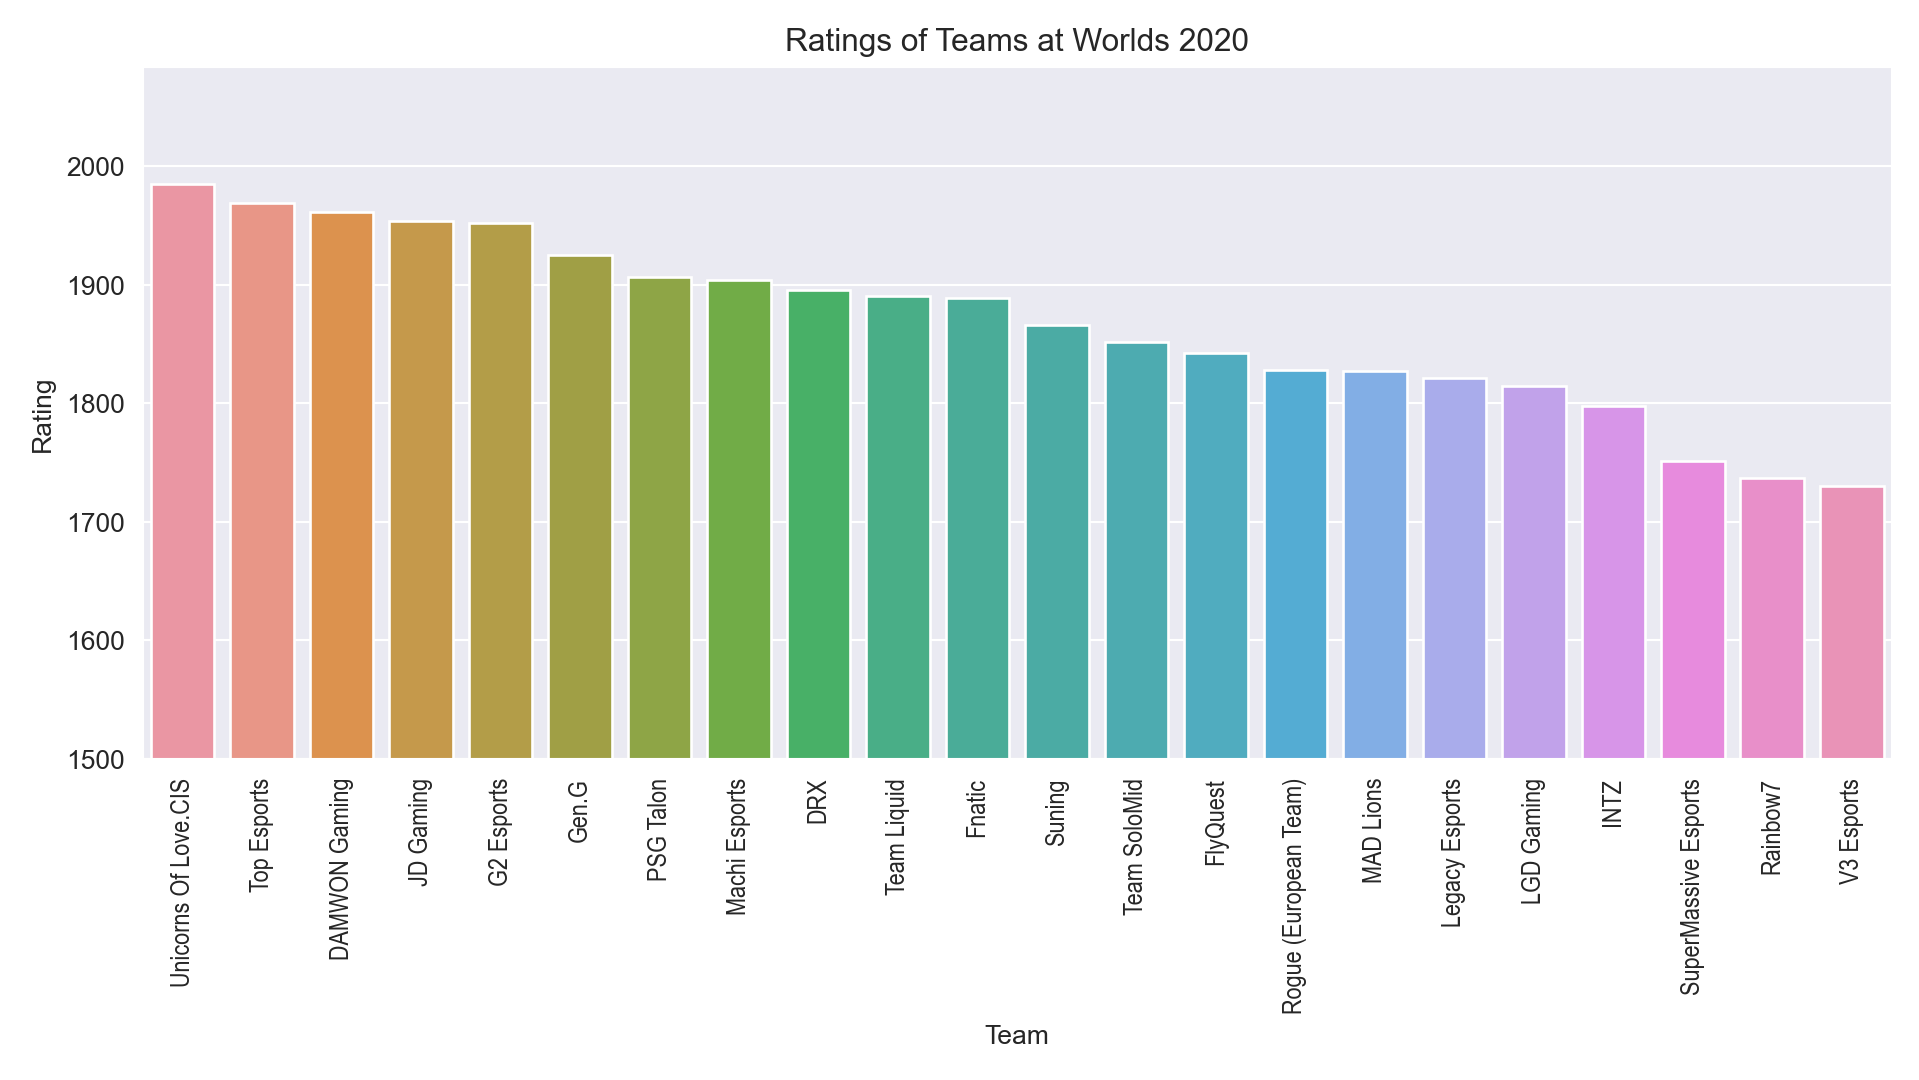 Ratings of Teams at Worlds 2020
Rating
2000
1900
1800
1700
1600
1500
Unicorns Of Love.CIS
Top Esports
DAMWON Gaming
JD Gaming
G2 Esports
Gen.G
PSG Talon
Machi Esports
DRX
Team Liquid
Fnatic
Suning
Team SoloMid
FlyQuest
Rogue (European Team)
MAD Lions
Legacy Esports
LGD Gaming
INTZ
SuperMassive Esports
Rainbow7
V3 Esports
Team